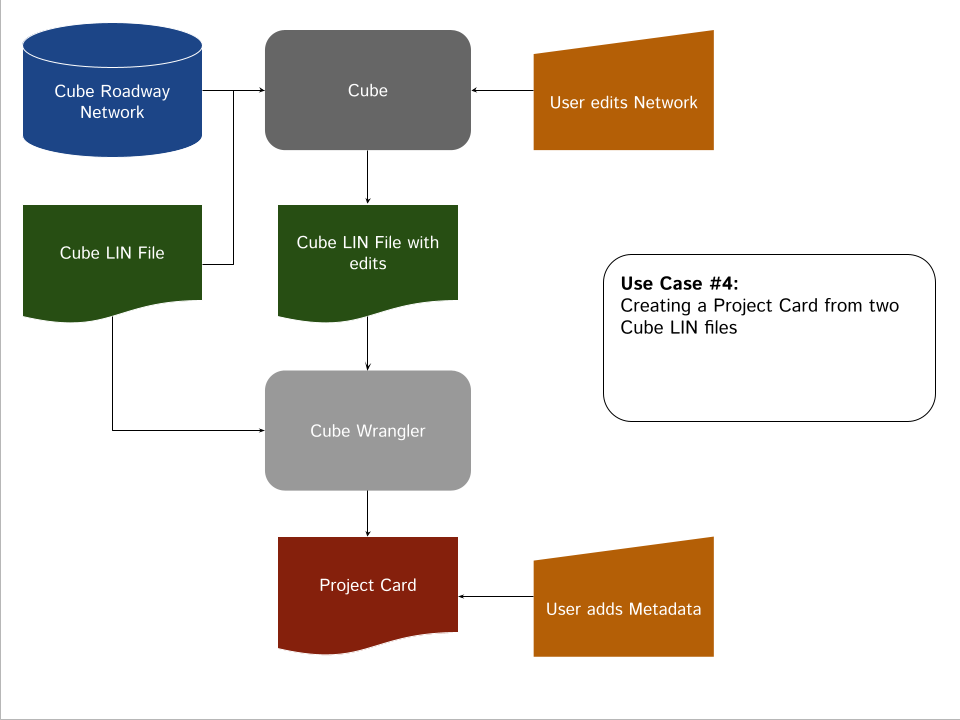 Cube Roadway
Network
Cube
User edits Network
Cube LIN File
Cube LIN File with
edits
Use Case #4:
Creating a Project Card from two
Cube LIN files
Cube Wrangler
Project Card
User adds Metadata